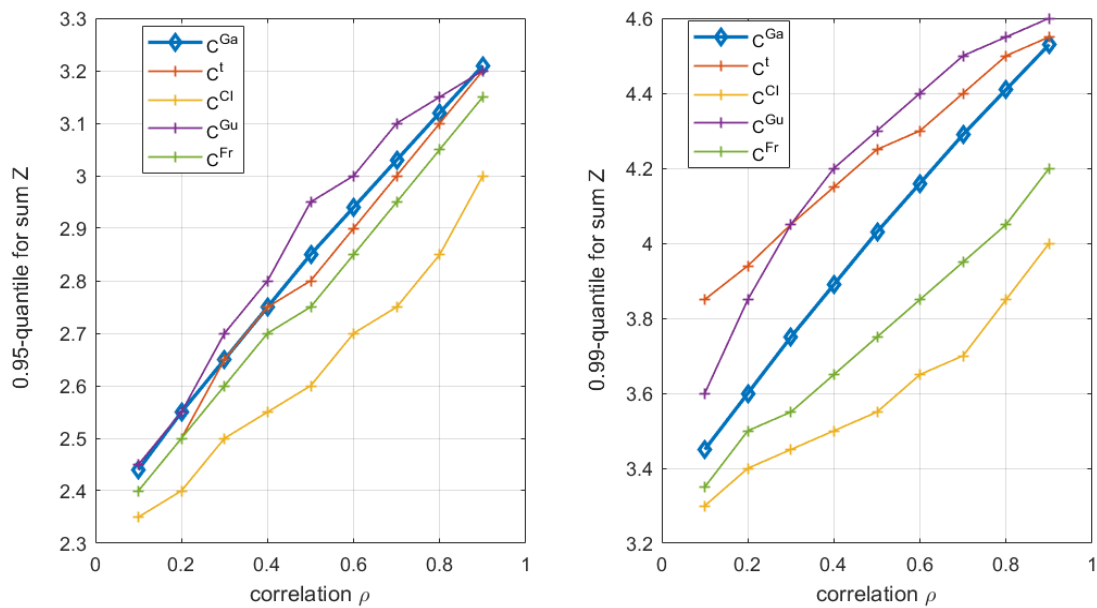 3.3
3.2
3.1
3
2.9
2.8
2.7
2.6
2.5
2.4
2.3
0.95-quantile for sum Z
C^Ga
C^t
C^Cl
C^Gu
C^Fr
0 0.2 0.4 0.6 0.8 1
correlation ρ
4.6
4.4
4.2
4
3.8
3.6
3.4
3.2
0.99-quantile for sum Z
C^Ga
C^t
C^Cl
C^Gu
C^Fr
0 0.2 0.4 0.6 0.8 1
correlation ρ